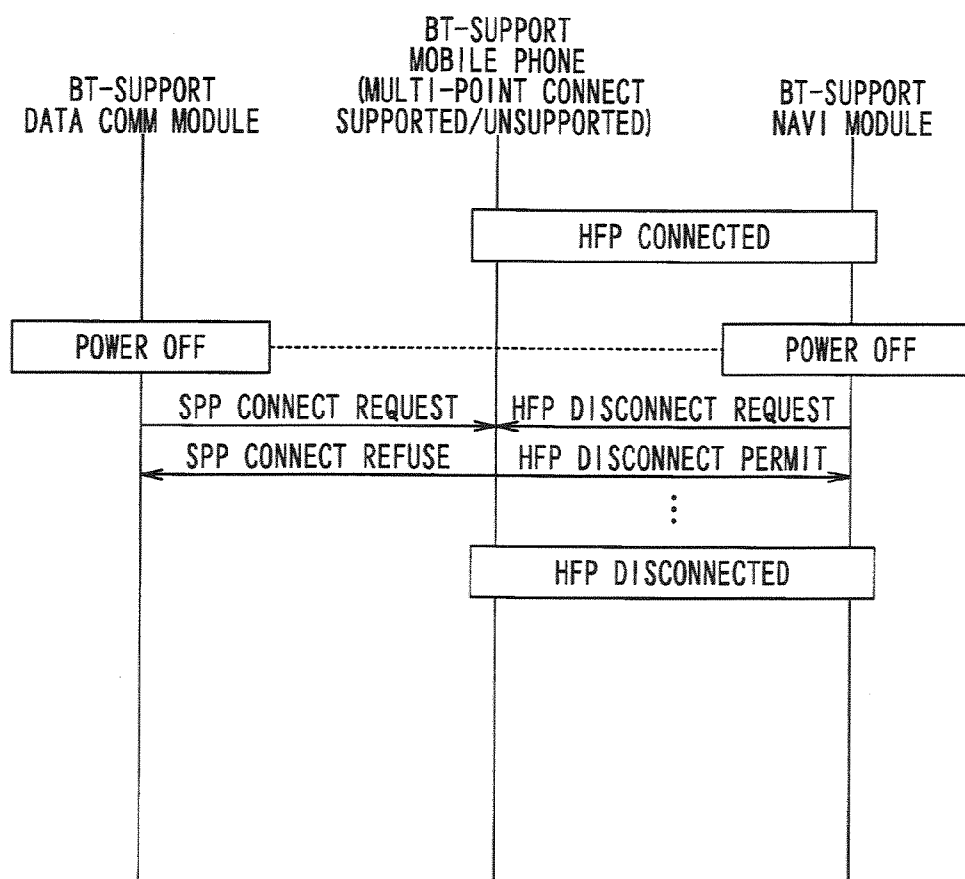 BT-SUPPORT
DATA COMM MODULE
BT-SUPPORT
MOBILE PHONE
(MULTI-POINT CONNECT
SUPPORTED/UNSUPPORTED)
BT-SUPPORT
NAVI MODULE
HFP CONNECTED
POWER OFF
POWER OFF
SPP CONNECT REQUEST
HFP DISCONNECT REQUEST
SPP CONNECT REFUSE
HFP DISCONNECT PERMIT
HFP DISCONNECTED